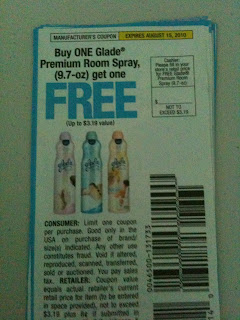 MANUFACTURER'S COUPON EXPIRES AUGUST 15, 2010
Buy ONE Glade®
Premium Room Spray,
(9.7-oz) get one
FREE
(Up to $3.19 value)
Cashier:
Please fill in your
store's retail price
for FREE Glade®
Premium Room
Spray (9.7-oz)
$
NOT TO
EXCEED $3.19
glade glade glade
CONSUMER: Limit one coupon
per purchase. Good only in the
USA on purchase of brand/
size(s) indicated. Any other use
constitutes fraud. Void if altered,
reproduced, scanned, transferred,
sold or auctioned. You pay sales
tax. RETAILER: Coupon value
equals actual retailer's current
retail price for item (to be entered
in space provided), not to exceed
$3.19 plus 8¢ if submitted in